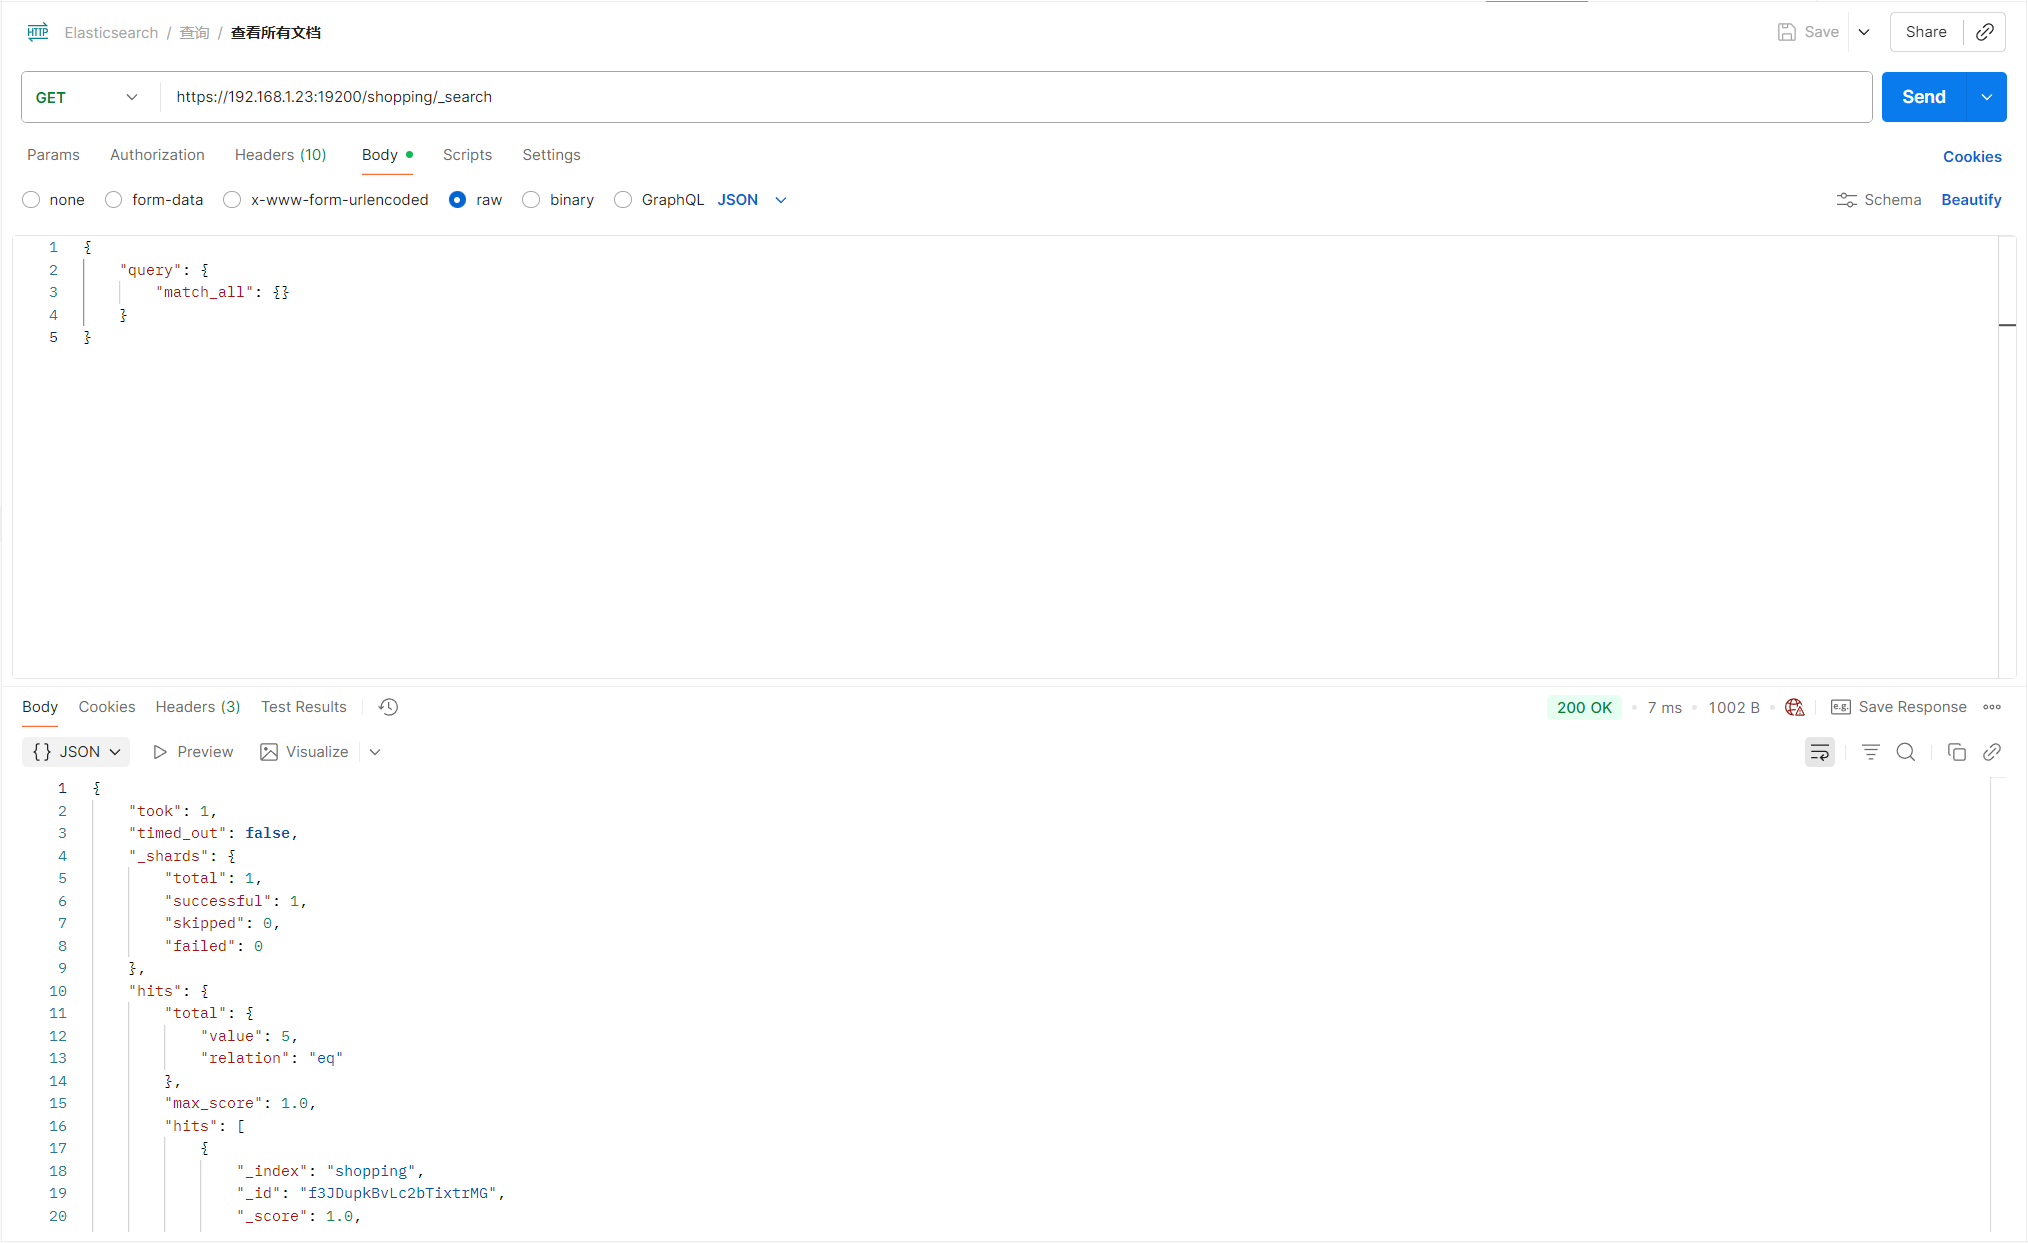 HTTP Elasticsearch / 查询 / 查看所有文档 Save Share
GET https://192.168.1.23:19200/shopping/_search Send
Params Authorization Headers (10) Body Scripts Settings Cookies
none form-data x-www-form-urlencoded raw binary GraphQL JSON Schema Beautify
1 {
2 "query": {
3 "match_all": {}
4 }
5 }
Body Cookies Headers (3) Test Results 200 OK 7 ms 1002 B e.g. Save Response
{} JSON Preview Visualize
1 {
2 "took": 1,
3 "timed_out": false,
4 "_shards": {
5 "total": 1,
6 "successful": 1,
7 "skipped": 0,
8 "failed": 0
9 },
10 "hits": {
11 "total": {
12 "value": 5,
13 "relation": "eq"
14 },
15 "max_score": 1.0,
16 "hits": [
17 {
18 "_index": "shopping",
19 "_id": "f3JDupkBvLc2bTixtrMG",
20 "_score": 1.0,